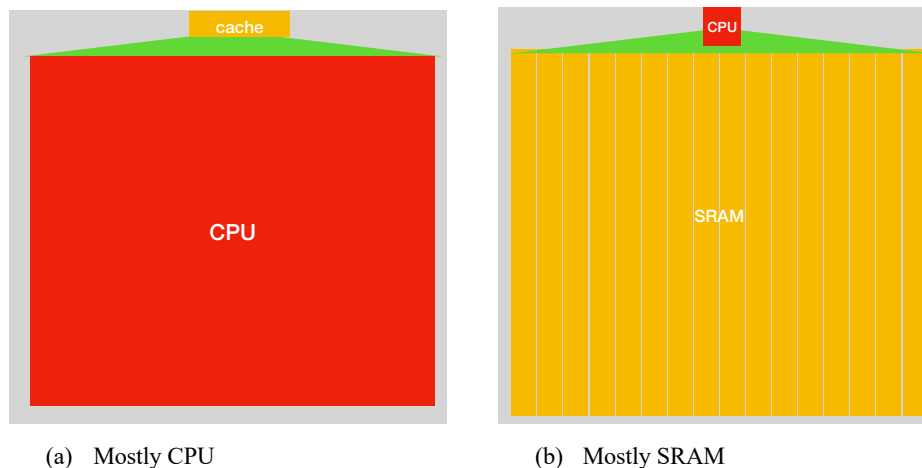 cache
CPU
CPU
SRAM
(a) Mostly CPU
(b) Mostly SRAM